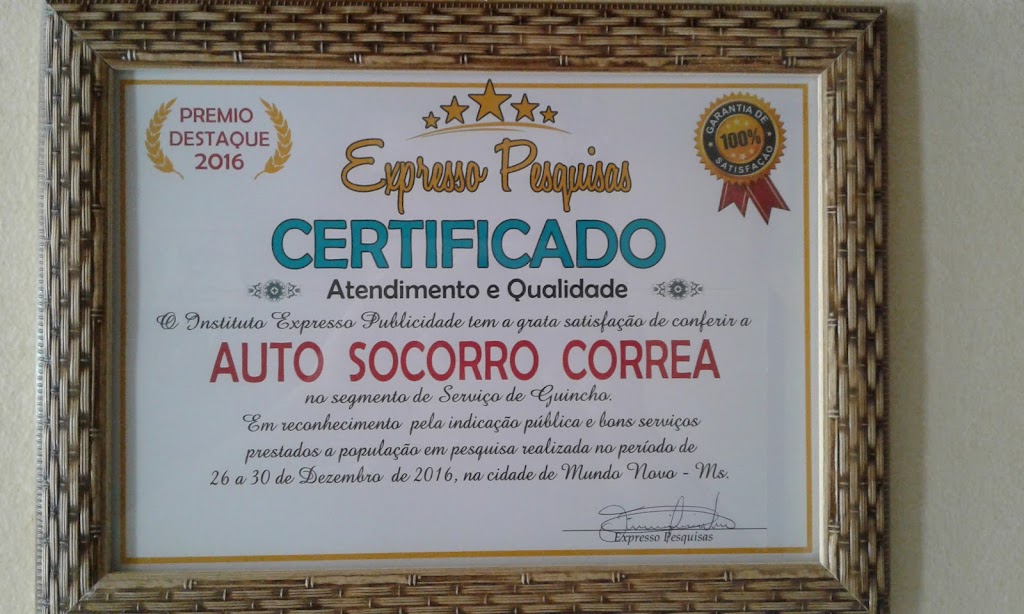 PREMIO
DESTAQUE
2016
Expresso Pesquisas
GARANTIA DE
100%
SATISFAÇÃO
CERTIFICADO
Atendimento e Qualidade
O Instituto Expresso Publicidade tem a grata satisfação de conferir a
AUTO SOCORRO CORREA
no segmento de Serviço de Guincho.
Em reconhecimento pela indicação pública e bons serviços
prestados a população em pesquisa realizada no período de
26 a 30 de Dezembro de 2016, na cidade de Mundo Novo - Ms.
Expresso Pesquisas